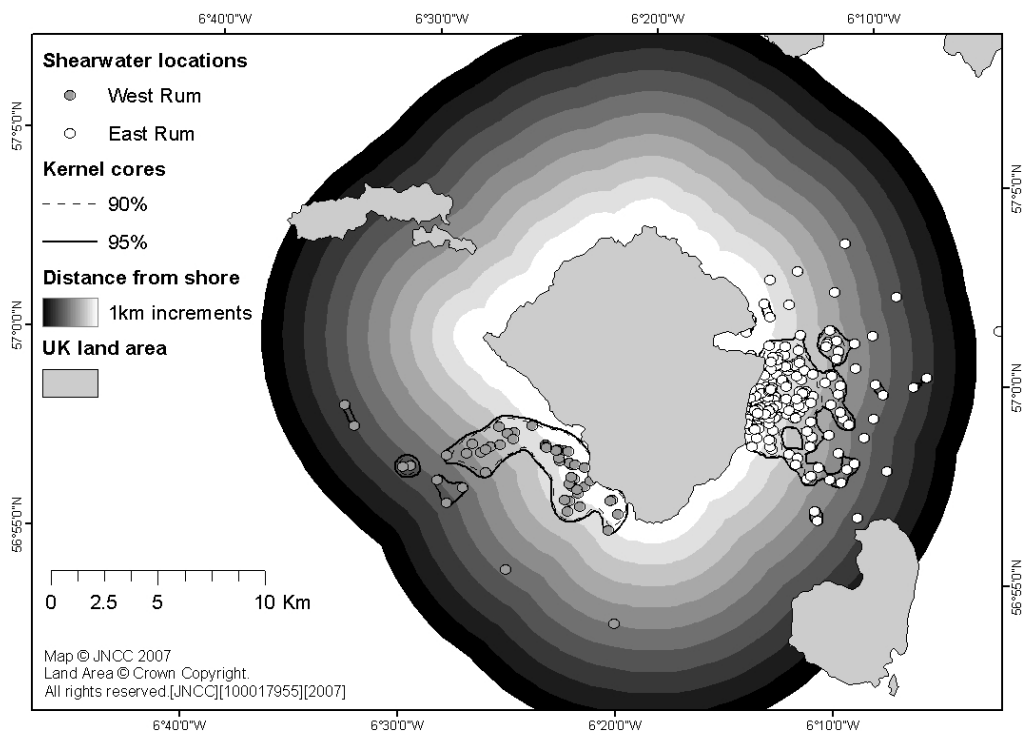 6°40'0"W 6°30'0"W 6°20'0"W 6°10'0"W
Shearwater locations
West Rum
East Rum
Kernel cores
90%
95%
Distance from shore
1km increments
UK land area
57°5'0"N
57°0'0"N
56°55'0"N
57°5'0"N
57°0'0"N
56°55'0"N
0 2.5 5 10 Km
Map © JNCC 2007
Land Area © Crown Copyright.
All rights reserved.[JNCC][100017955][2007]
6°40'0"W 6°30'0"W 6°20'0"W 6°10'0"W